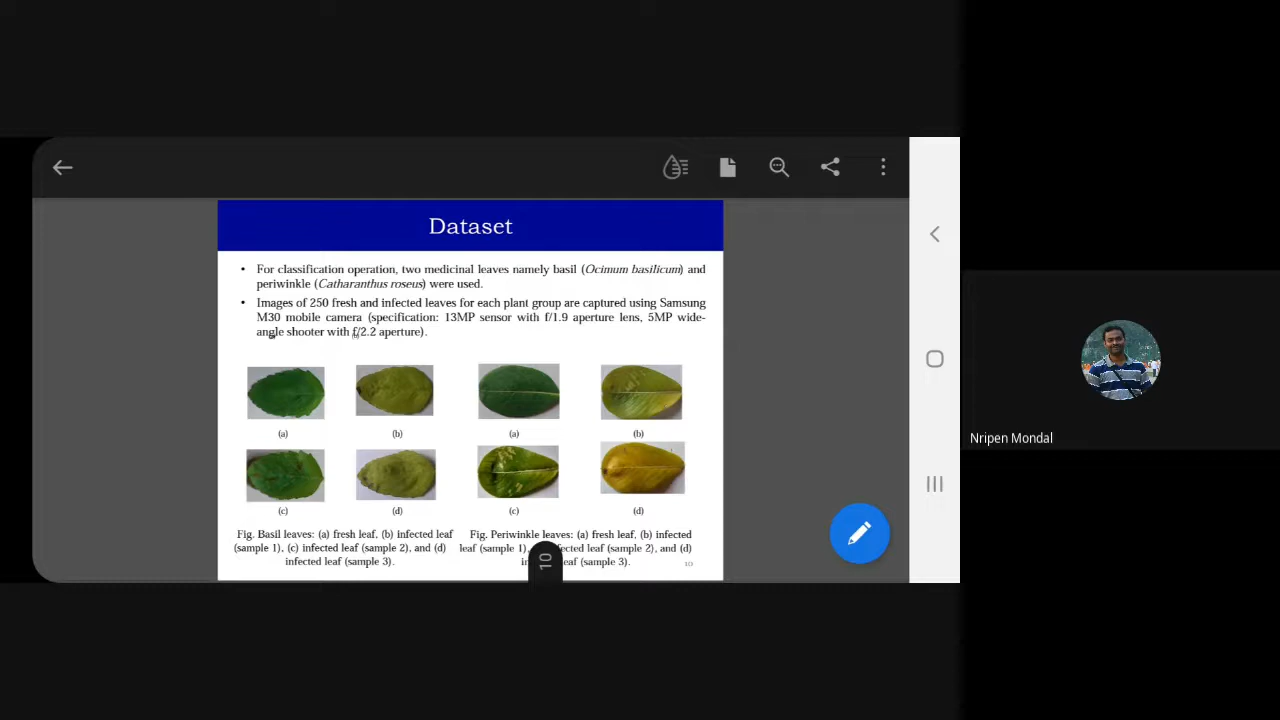 Dataset
• For classification operation, two medicinal leaves namely basil (Ocimum basilicum) and
periwinkle (Catharanthus roseus) were used.
• Images of 250 fresh and infected leaves for each plant group are captured using Samsung
M30 mobile camera (specification: 13MP sensor with f/1.9 aperture lens, 5MP wide-
angle shooter with f/2.2 aperture).
(a)
(b)
(a)
(b)
(c)
(d)
(c)
(d)
Fig. Basil leaves: (a) fresh leaf, (b) infected leaf
(sample 1), (c) infected leaf (sample 2), and (d)
infected leaf (sample 3).
Fig. Periwinkle leaves: (a) fresh leaf, (b) infected
leaf (sample 1), leaf (sample 2), and (d)
(sample 3).
10
10
Nripen Mondal